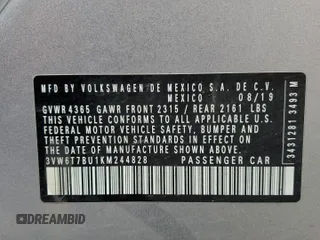 MFD. BY VOLKSWAGEN DE MEXICO S.A. DE C.V.
MEXICO 08/19
GVWR 4365 GAWR FRONT 2315 / REAR 2161 LBS
THIS VEHICLE CONFORMS TO ALL APPLICABLE U.S.
FEDERAL MOTOR VEHICLE SAFETY, BUMPER, AND
THEFT PREVENTION STANDARDS IN EFFECT ON THE
DATE OF MANUFACTURE SHOWN ABOVE.
3VW6T7BU1KM244828 PASSENGER CAR
3431281 3493 M
© 2023 IDREAMBID